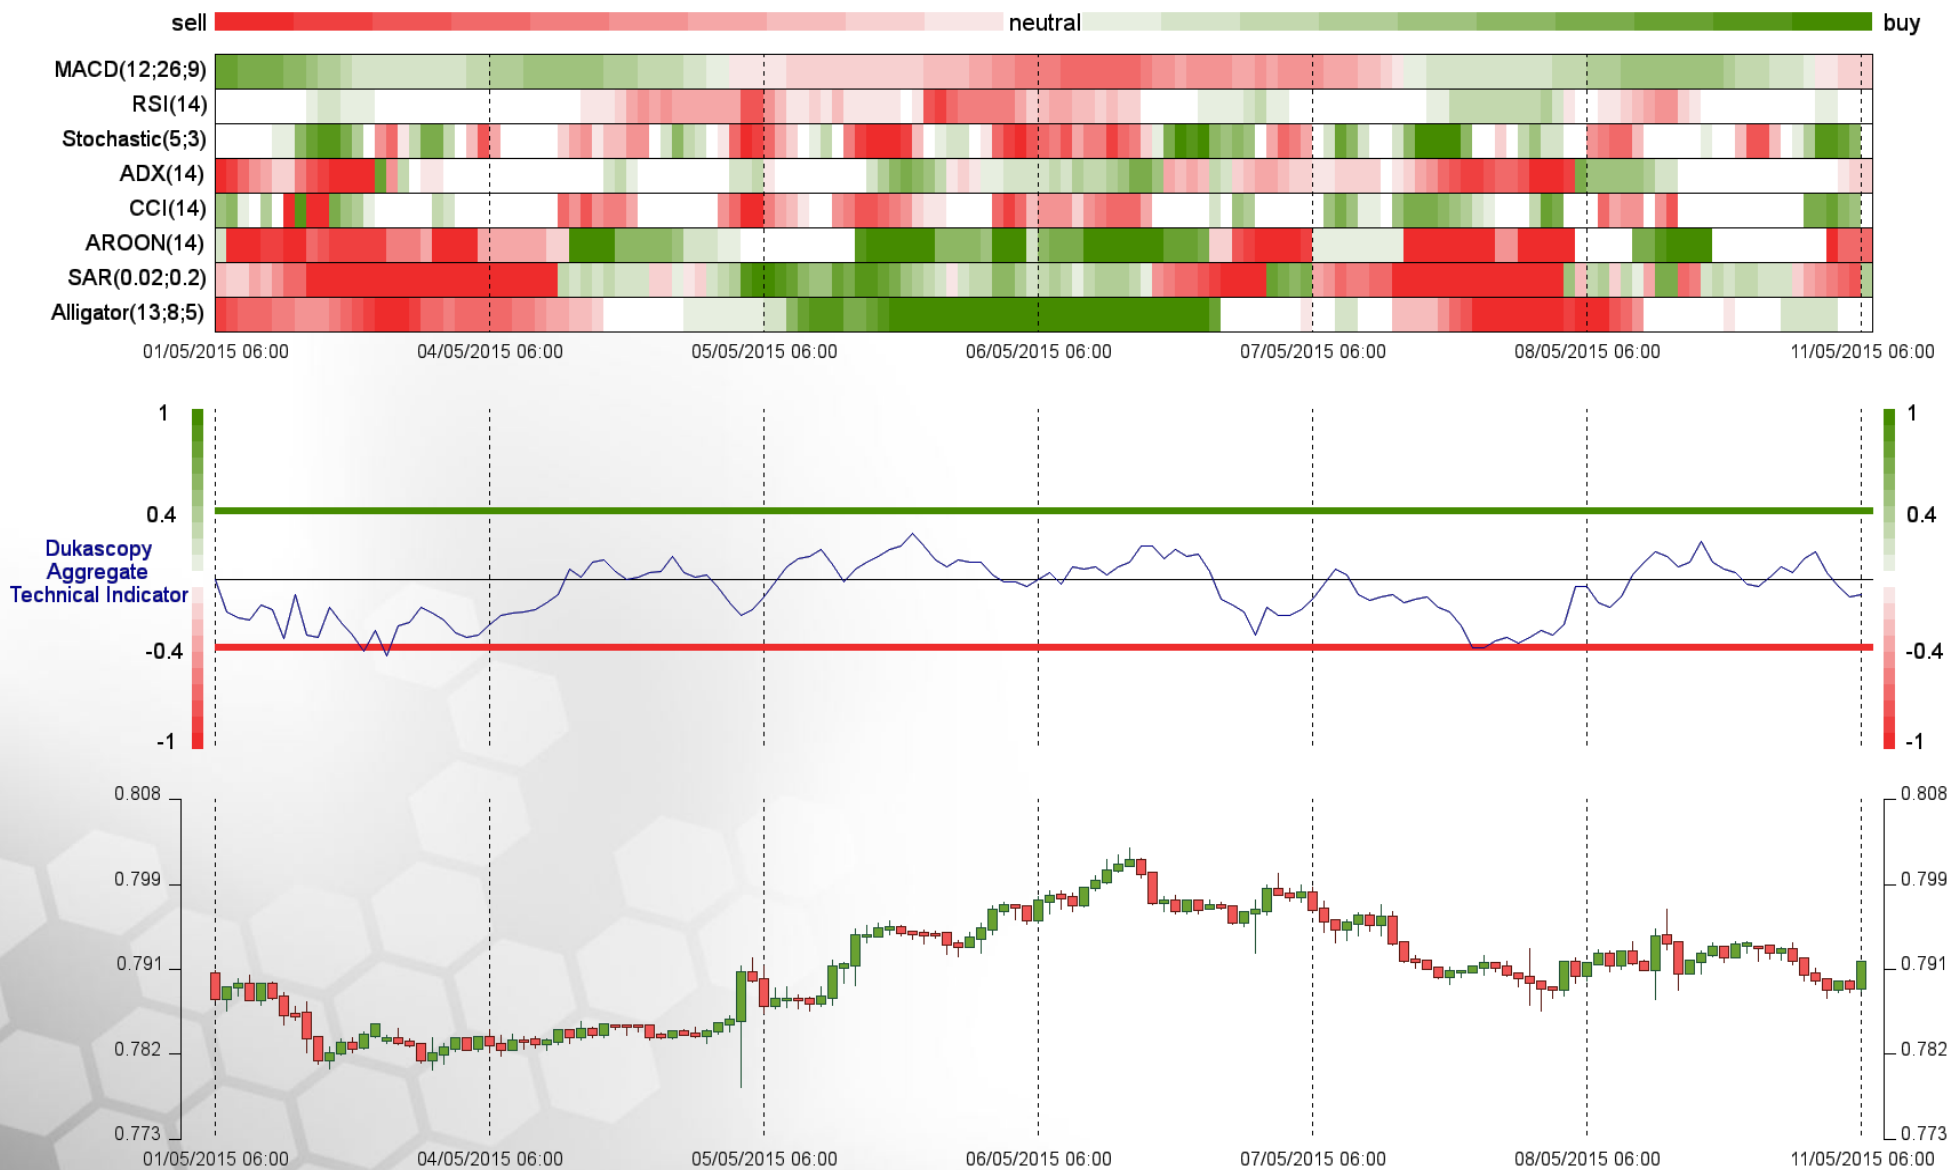 sell neutral buy
MACD(12;26;9)
RSI(14)
Stochastic(5;3)
ADX(14)
CCI(14)
AROON(14)
SAR(0.02;0.2)
Alligator(13;8;5)
01/05/2015 06:00 04/05/2015 06:00 05/05/2015 06:00 06/05/2015 06:00 07/05/2015 06:00 08/05/2015 06:00 11/05/2015 06:00
1 1
0.4 0.4
Dukascopy
Aggregate
Technical Indicator
-0.4 -0.4
-1 -1
0.808 0.808
0.799 0.799
0.791 0.791
0.782 0.782
0.773 0.773
01/05/2015 06:00 04/05/2015 06:00 05/05/2015 06:00 06/05/2015 06:00 07/05/2015 06:00 08/05/2015 06:00 11/05/2015 06:00